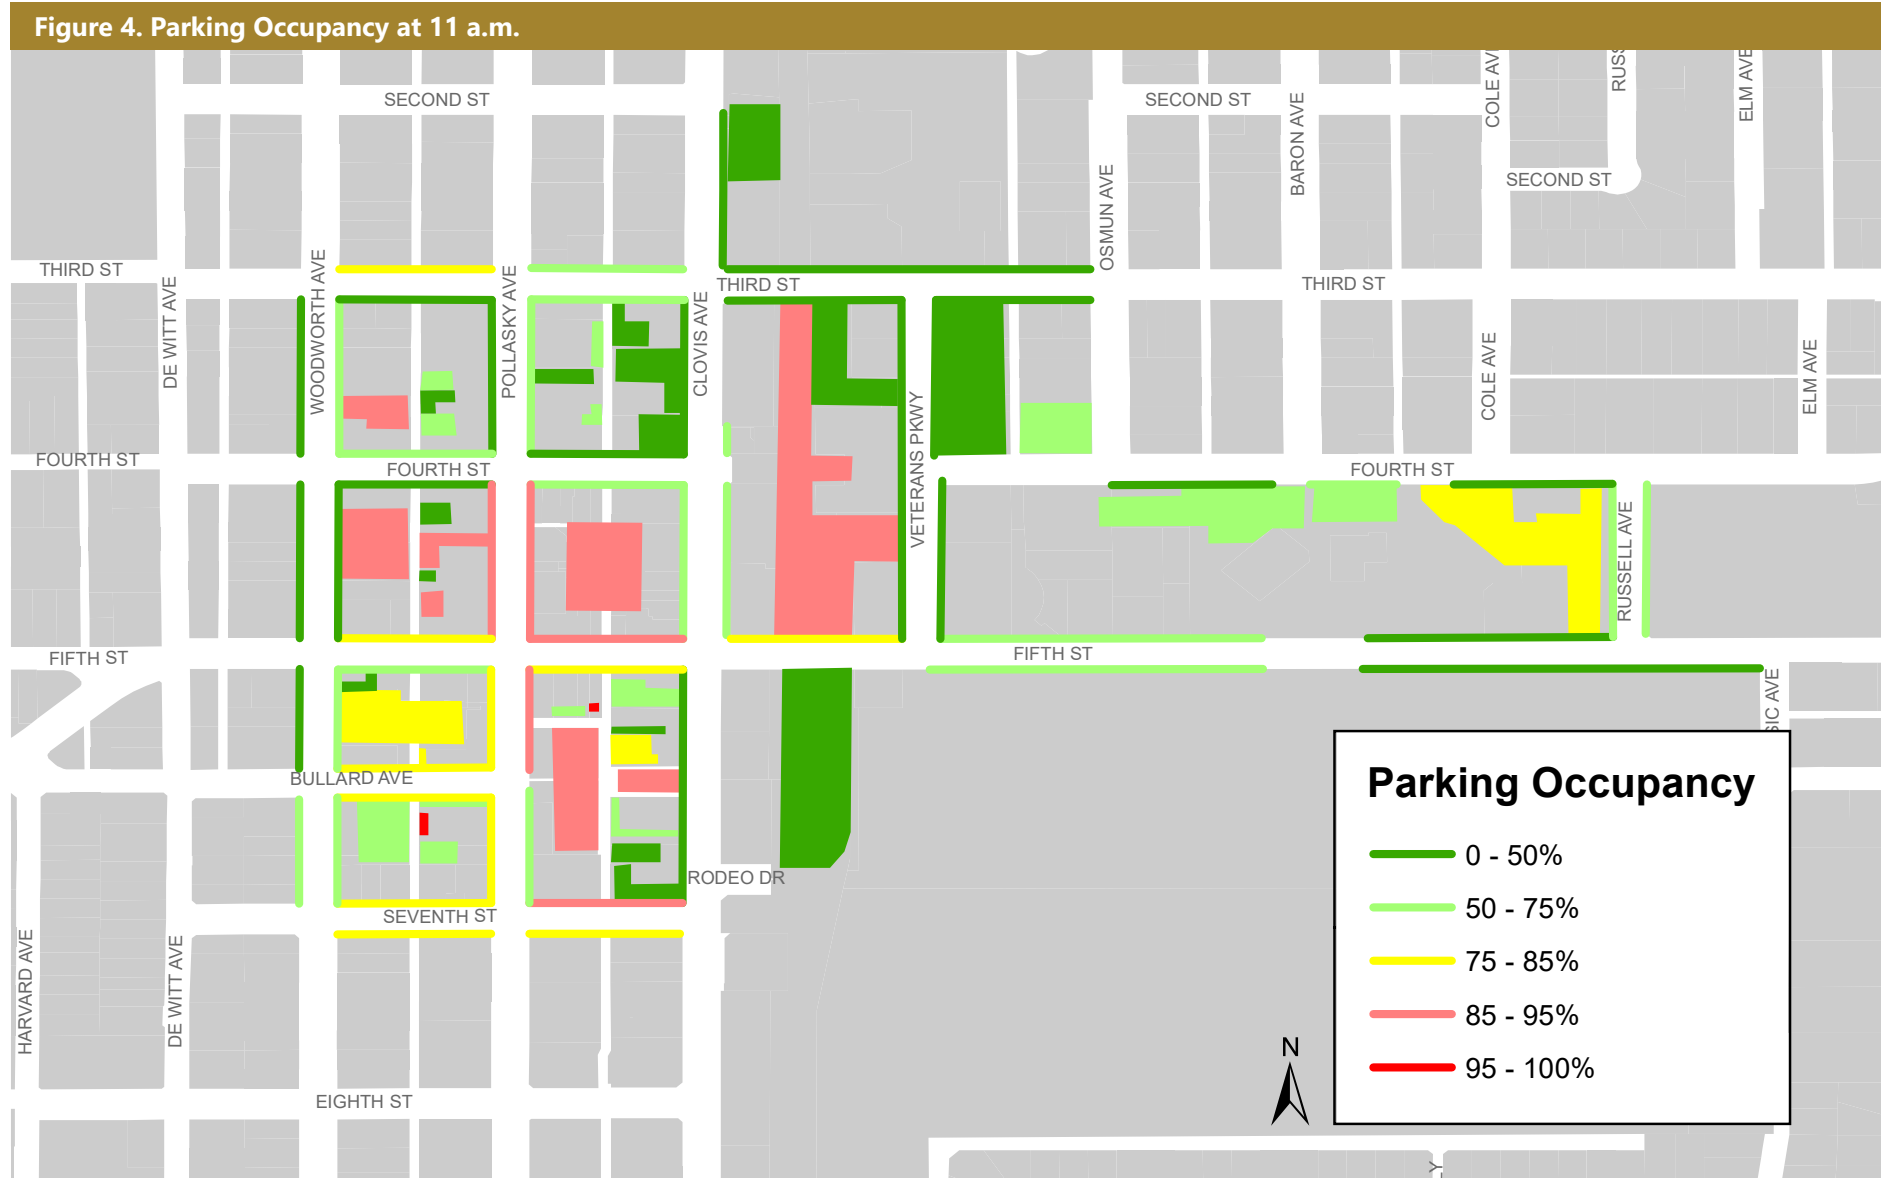 Figure 4. Parking Occupancy at 11 a.m.
SECOND ST
SECOND ST
COLE AVE
RUSS
ELM AVE
BARON AVE
SECOND ST
OSMUN AVE
THIRD ST
DE WITT AVE
WOODWORTH AVE
POLLASKY AVE
CLOVIS AVE
THIRD ST
THIRD ST
COLE AVE
ELM AVE
VETERANS PKWY
FOURTH ST
FOURTH ST
FOURTH ST
RUSSELL AVE
FIFTH ST
FIFTH ST
SIC AVE
BULLARD AVE
RODEO DR
SEVENTH ST
HARVARD AVE
DE WITT AVE
EIGHTH ST
Parking Occupancy
0 - 50%
50 - 75%
75 - 85%
85 - 95%
95 - 100%
N
Y